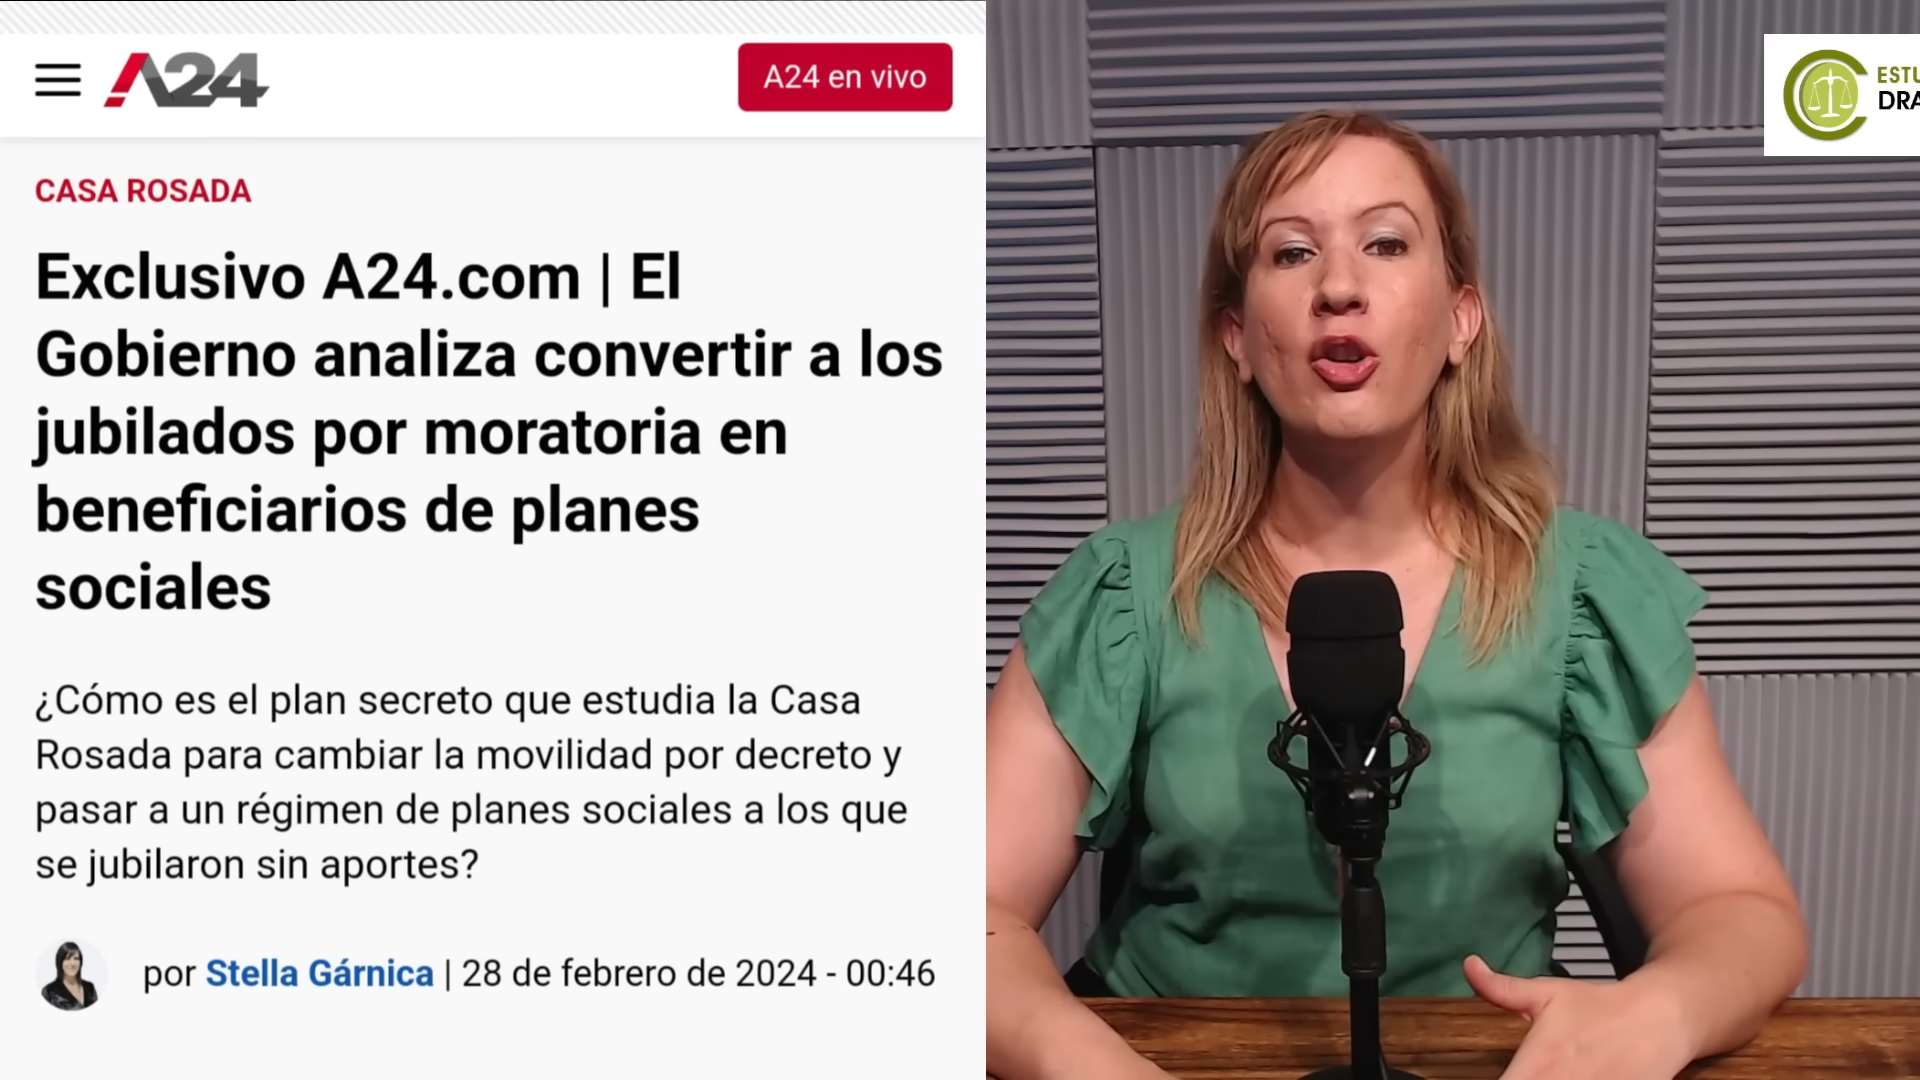 A24
A24 en vivo
CASA ROSADA
Exclusivo A24.com | El
Gobierno analiza convertir a los
jubilados por moratoria en
beneficiarios de planes
sociales
¿Cómo es el plan secreto que estudia la Casa
Rosada para cambiar la movilidad por decreto y
pasar a un régimen de planes sociales a los que
se jubilaron sin aportes?
por Stella Gárnica | 28 de febrero de 2024 - 00:46
ESTU
DRA